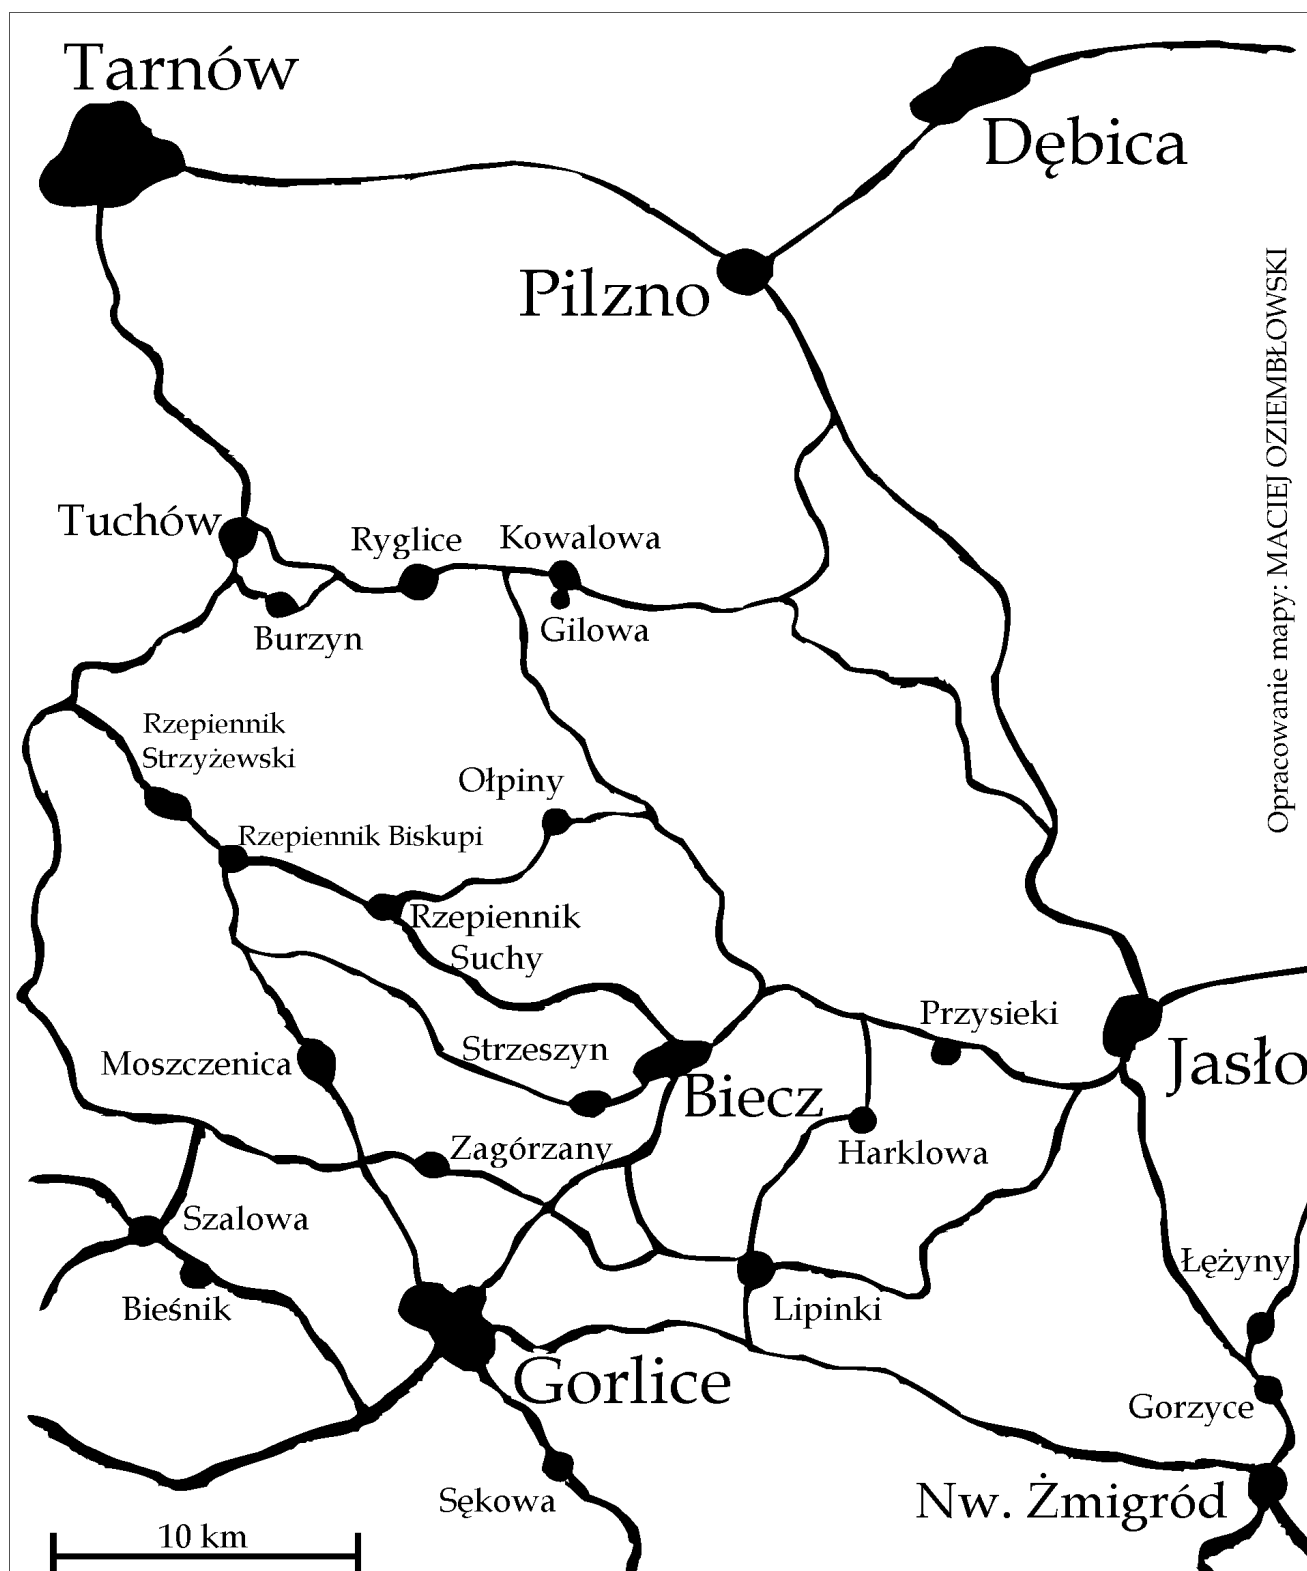 Tarnów
Dębica
Pilzno
Opracowanie mapy: MACIEJ OZIEMBŁOWSKI
Tuchów
Ryglice
Kowalowa
Burzyn
Gilowa
Rzepiennik
Strzyżewski
Ołpiny
Rzepiennik Biskupi
Rzepiennik
Suchy
Przysieki
Strzeszyn
Moszczenica
Jasło
Biecz
Zagórzany
Harklowa
Szalowa
Łężyny
Bieśnik
Lipinki
Gorlice
Gorzyce
Sękowa
Nw. Żmigród
10 km